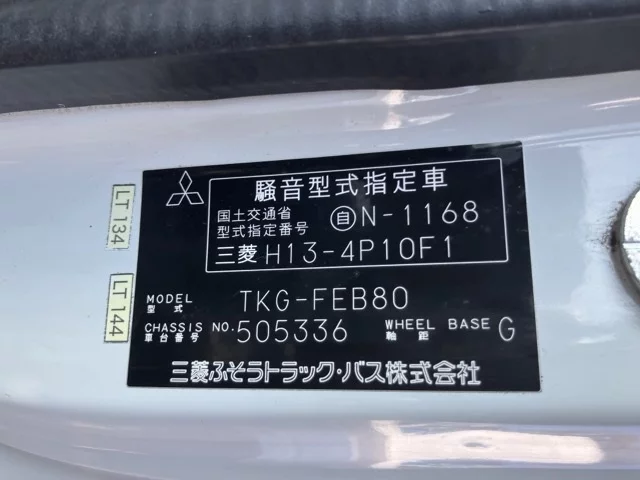 騒音型式指定車
国土交通省
型式指定番号 自N-1168
三菱 H13-4P10F1
MODEL
型式 TKG-FEB80
CHASSIS NO.
車台番号 505336 WHEEL BASE
軸距 G
三菱ふそうトラック・バス株式会社
LT 134
LT 144